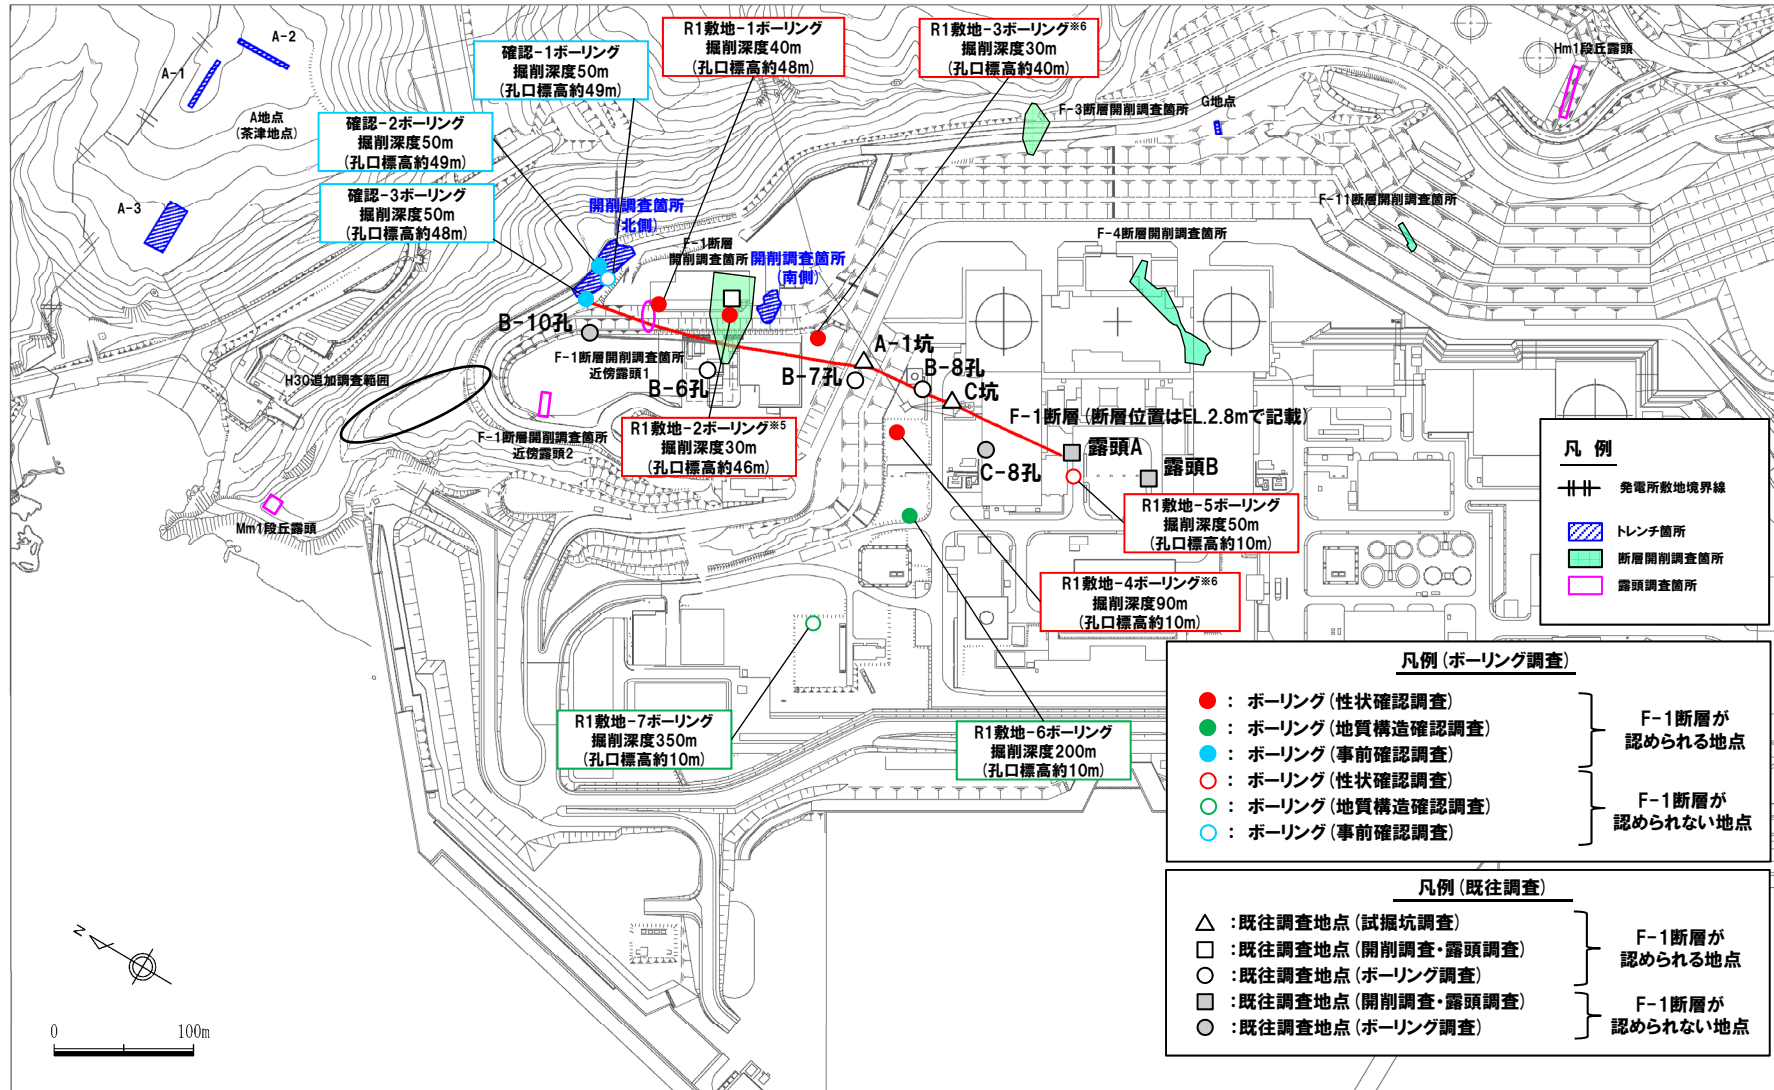 A-2
A-1
A地点
(茶津地点)
A-3
確認-1ボーリング
掘削深度50m
(孔口標高約49m)
R1敷地-1ボーリング
掘削深度40m
(孔口標高約48m)
R1敷地-3ボーリング※6
掘削深度30m
(孔口標高約40m)
確認-2ボーリング
掘削深度50m
(孔口標高約49m)
確認-3ボーリング
掘削深度50m
(孔口標高約48m)
Hm1段丘露頭
F-3断層開削調査箇所
G地点
F-11断層開削調査箇所
F-4断層開削調査箇所
開削調査箇所
(北側)
F-1断層
開削調査箇所
開削調査箇所
(南側)
B-10孔
F-1断層開削調査箇所
近傍露頭1
B-6孔
A-1坑
B-7孔
B-8孔
C坑
F-1断層(断層位置はEL.2.8mで記載)
H30追加調査範囲
F-1断層開削調査箇所
近傍露頭2
R1敷地-2ボーリング※5
掘削深度30m
(孔口標高約46m)
C-8孔
露頭A
露頭B
Mm1段丘露頭
R1敷地-5ボーリング
掘削深度50m
(孔口標高約10m)
R1敷地-4ボーリング※6
掘削深度90m
(孔口標高約10m)
R1敷地-7ボーリング
掘削深度350m
(孔口標高約10m)
R1敷地-6ボーリング
掘削深度200m
(孔口標高約10m)
凡 例
発電所敷地境界線
トレンチ箇所
断層開削調査箇所
露頭調査箇所
凡例(ボーリング調査)
: ボーリング(性状確認調査)
: ボーリング(地質構造確認調査)
: ボーリング(事前確認調査)
F-1断層が
認められる地点
: ボーリング(性状確認調査)
: ボーリング(地質構造確認調査)
: ボーリング(事前確認調査)
F-1断層が
認められない地点
凡例(既往調査)
:既往調査地点(試掘坑調査)
:既往調査地点(開削調査・露頭調査)
:既往調査地点(ボーリング調査)
F-1断層が
認められる地点
:既往調査地点(開削調査・露頭調査)
:既往調査地点(ボーリング調査)
F-1断層が
認められない地点
N
0 100m